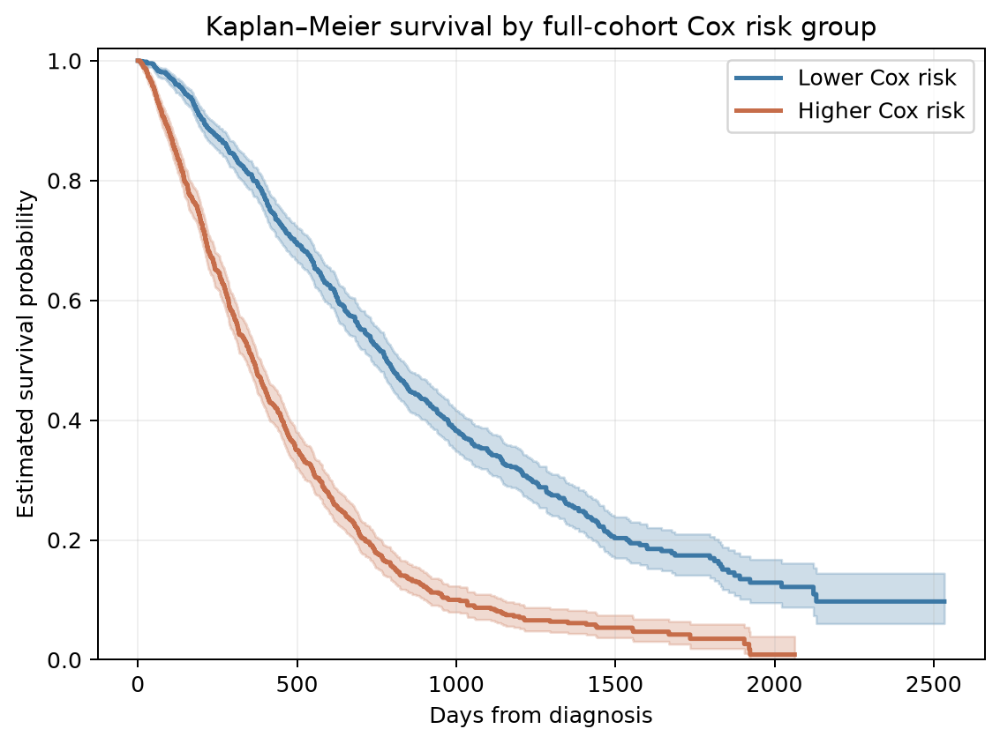 Kaplan–Meier survival by full-cohort Cox risk group
Lower Cox risk
Higher Cox risk
Estimated survival probability
1.0
0.8
0.6
0.4
0.2
0.0
0 500 1000 1500 2000 2500
Days from diagnosis